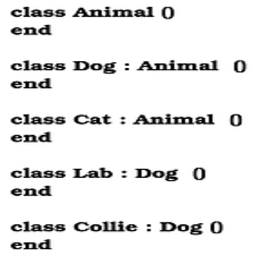 class Animal ()
end
class Dog : Animal ()
end
class Cat : Animal ()
end
class Lab : Dog ()
end
class Collie : Dog ()
end